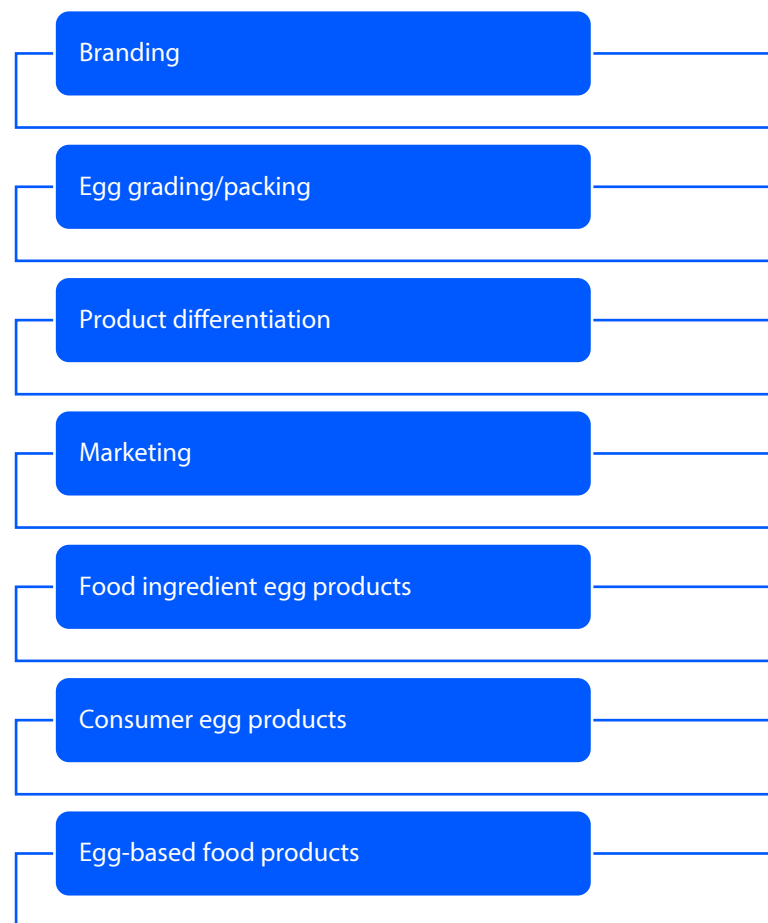 Branding
Egg grading/packing
Product differentiation
Marketing
Food ingredient egg products
Consumer egg products
Egg-based food products